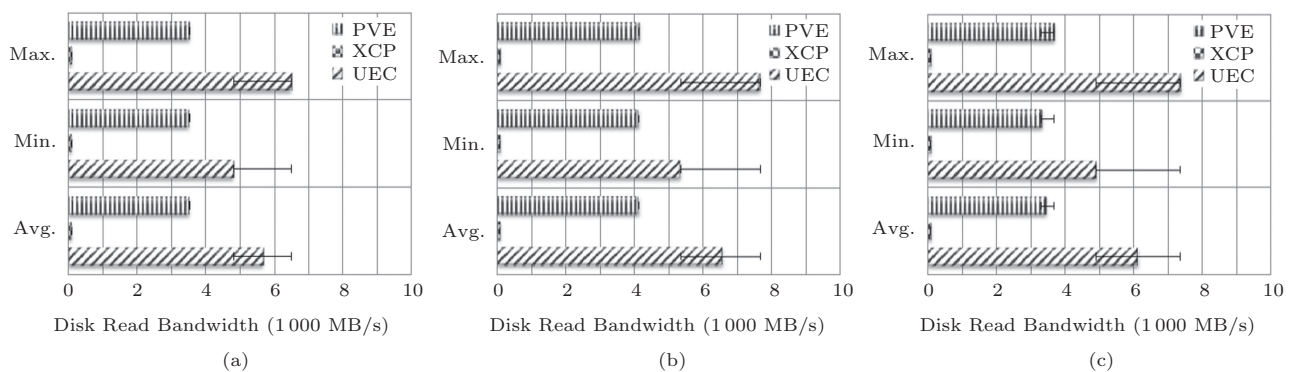 PVE
XCP
UEC
Max.
Min.
Avg.
0 2 4 6 8 10
Disk Read Bandwidth (1 000 MB/s)
(a)
PVE
XCP
UEC
Max.
Min.
Avg.
0 2 4 6 8 10
Disk Read Bandwidth (1 000 MB/s)
(b)
PVE
XCP
UEC
Max.
Min.
Avg.
0 2 4 6 8 10
Disk Read Bandwidth (1 000 MB/s)
(c)